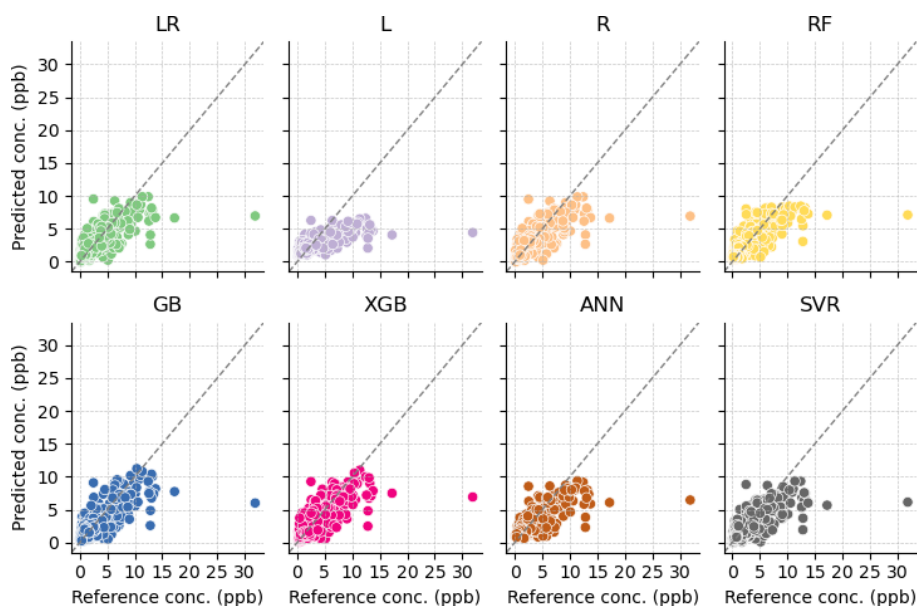 LR L R RF
Predicted conc. (ppb)
30
25
20
15
10
5
0
GB XGB ANN SVR
Predicted conc. (ppb)
30
25
20
15
10
5
0
0 5 10 15 20 25 30 0 5 10 15 20 25 30 0 5 10 15 20 25 30 0 5 10 15 20 25 30
Reference conc. (ppb) Reference conc. (ppb) Reference conc. (ppb) Reference conc. (ppb)